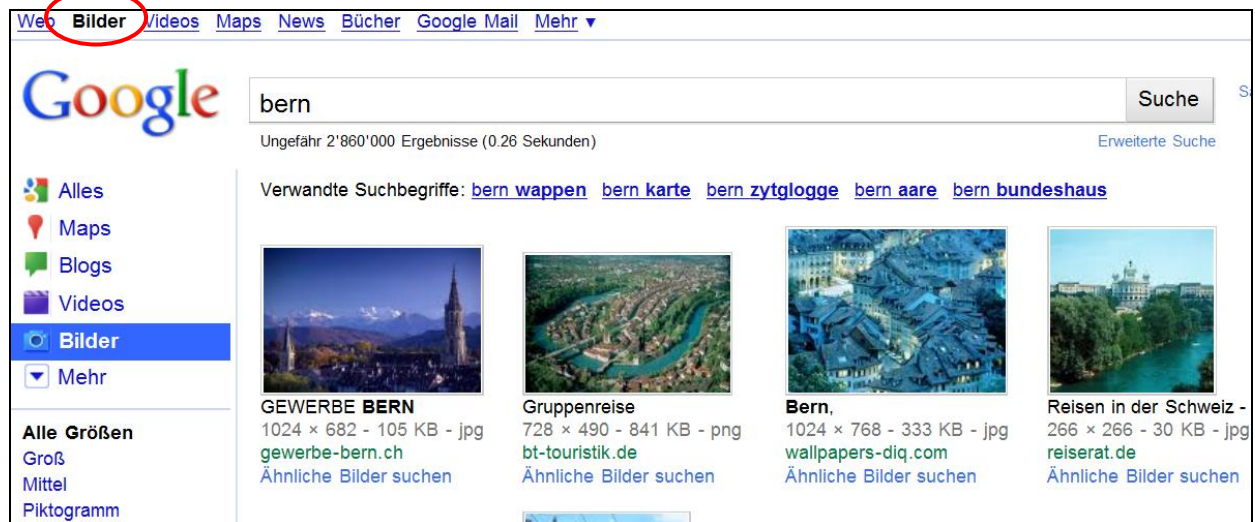 Web Bilder Videos Maps News Bücher Google Mail Mehr ▼
Google
bern
Suche
Ungefähr 2'860'000 Ergebnisse (0.26 Sekunden)
Erweiterte Suche
Alles
Maps
Blogs
Videos
Bilder
Mehr
Alle Größen
Groß
Mittel
Piktogramm
Verwandte Suchbegriffe: bern wappen bern karte bern zytglogge bern aare bern bundeshaus
GEWERBE BERN
1024 × 682 - 105 KB - jpg
gewerbe-bern.ch
Ähnliche Bilder suchen
Gruppenreise
728 × 490 - 841 KB - png
bt-touristik.de
Ähnliche Bilder suchen
Bern,
1024 × 768 - 333 KB - jpg
wallpapers-diq.com
Ähnliche Bilder suchen
Reisen in der Schweiz -
266 × 266 - 30 KB - jpg
reiserat.de
Ähnliche Bilder suchen